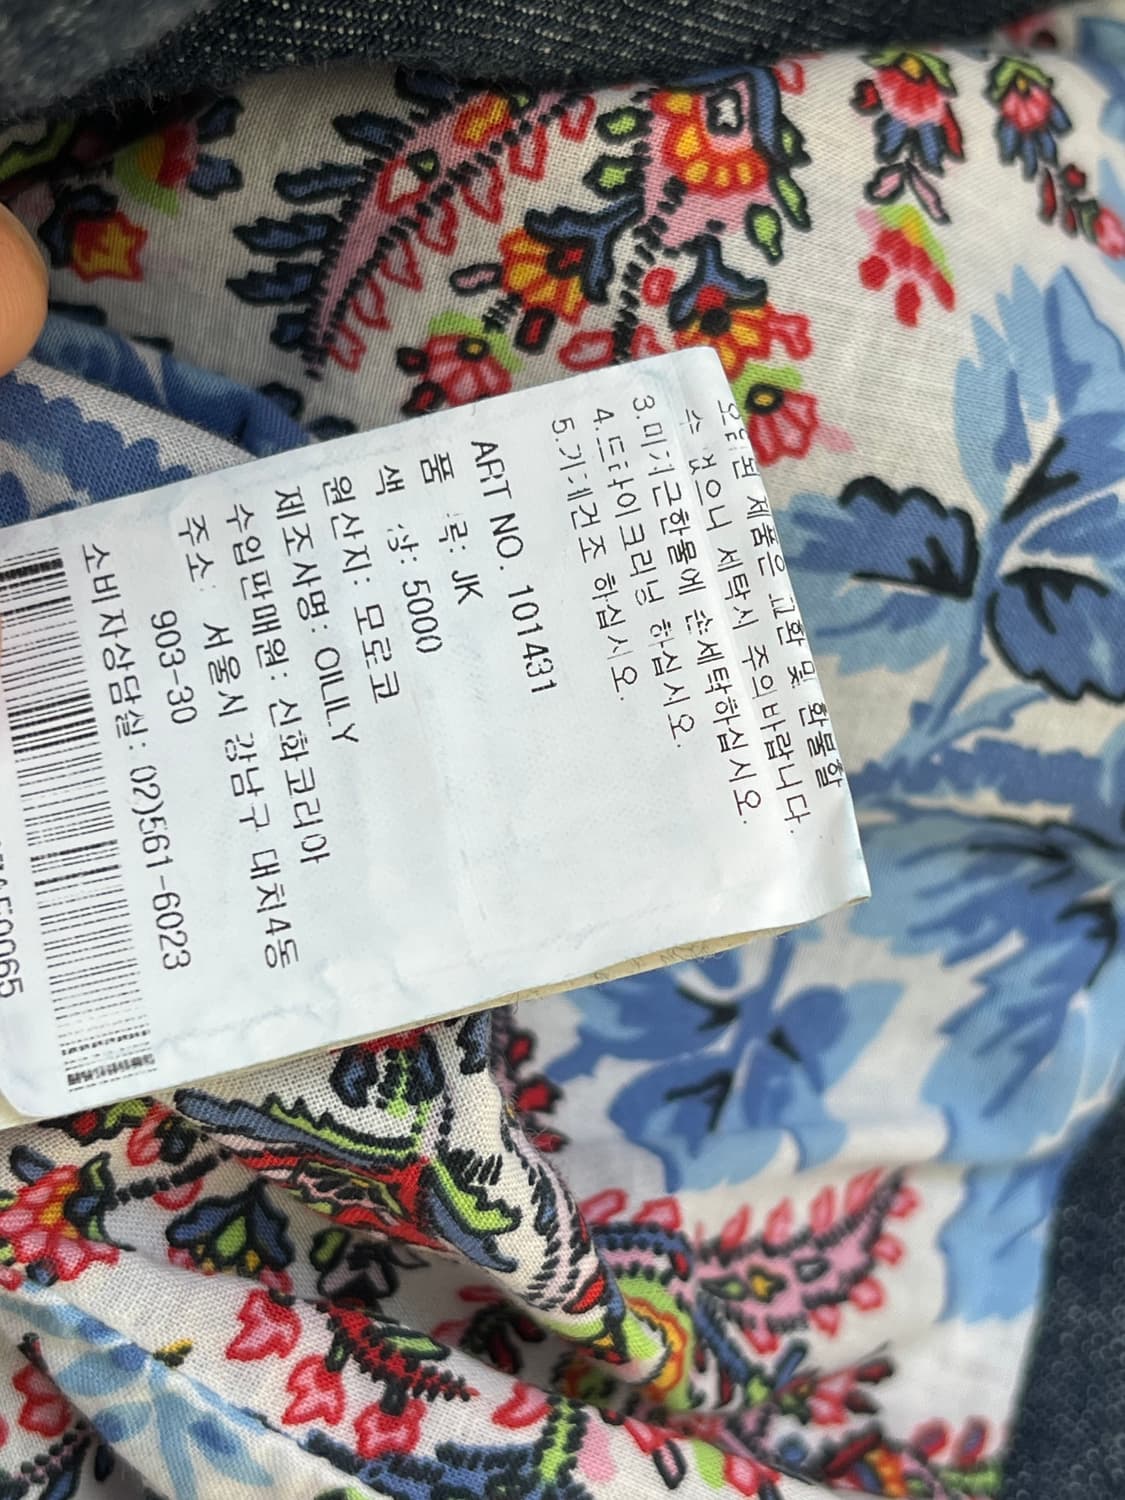 오염된 제품은 교환 및 환불할
수 없으니 세탁시 주의바랍니다.
3.미지근한물에 손세탁하십시오.
4.드라이크리닝 하십시오.
5.기계건조 하십시오.
ART NO. 101431
품 목: JK
색 상: 5000
원산지: 모로코
제조사명: OILILY
수입판매원: 신화코리아
주소: 서울시 강남구 대치4동
903-30
소비자상담실: 02)561-6023